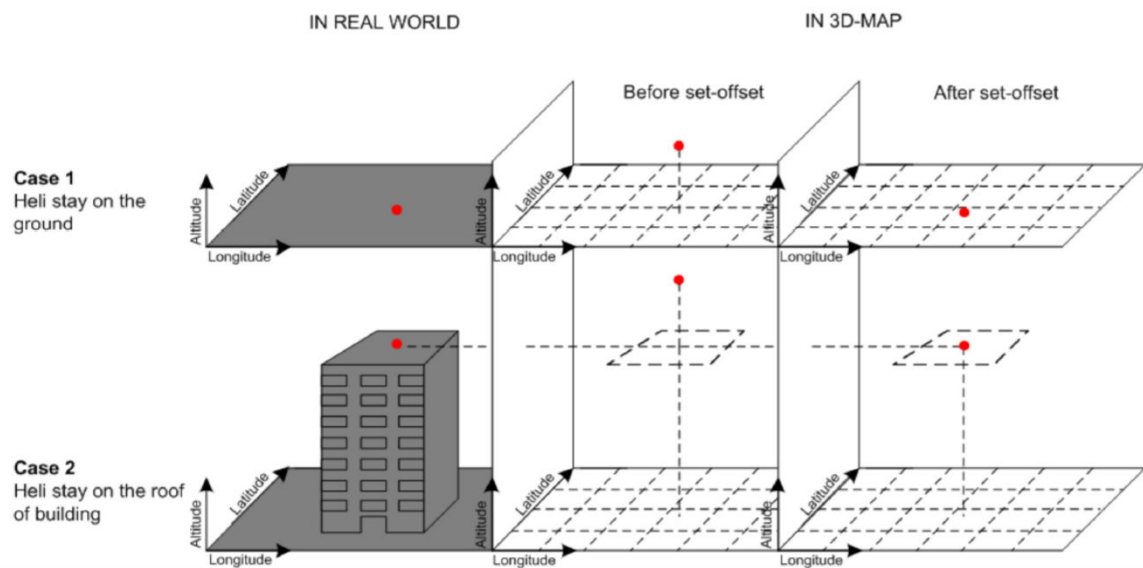 IN REAL WORLD
IN 3D-MAP
Before set-offset
After set-offset
Case 1
Heli stay on the
ground
Altitude
Latitude
Longitude
Altitude
Latitude
Longitude
Altitude
Latitude
Longitude
Case 2
Heli stay on the roof
of building
Altitude
Latitude
Longitude
Altitude
Latitude
Longitude
Altitude
Latitude
Longitude